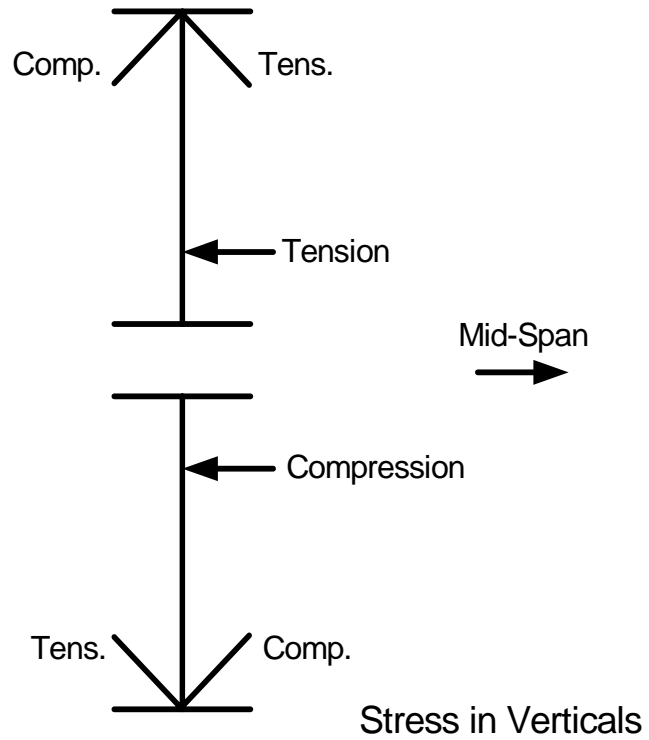 Comp.
Tens.
Tension
Mid-Span
Compression
Tens.
Comp.
Stress in Verticals